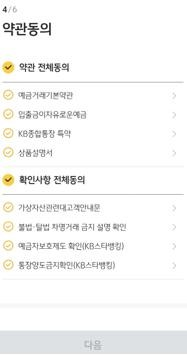 4/6
약관동의
약관 전체동의
예금거래기본약관
입출금이자유로운예금
KB종합통장 특약
상품설명서
확인사항 전체동의
가상자산관련대고객안내문
불법·탈법 차명거래 금지 설명 확인
예금자보호제도 확인(KB스타뱅킹)
통장양도금지확인(KB스타뱅킹)
다음